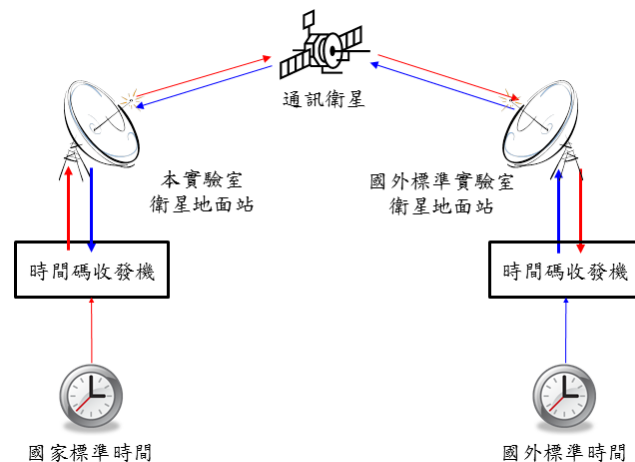 通訊衛星
本實驗室
衛星地面站
國外標準實驗室
衛星地面站
時間碼收發機
時間碼收發機
國家標準時間
國外標準時間